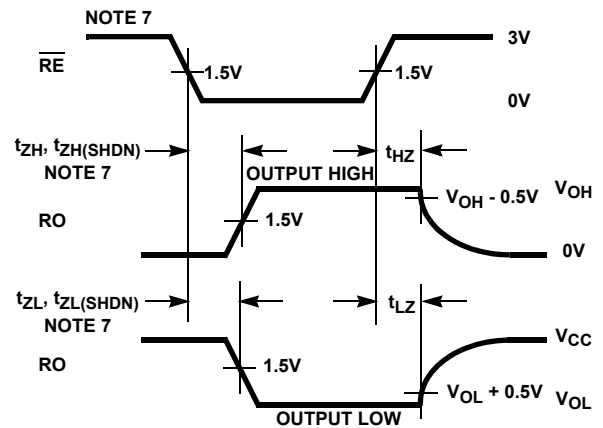 NOTE 7
RE
1.5V
1.5V
3V
0V
tZH, tZH(SHDN)
NOTE 7
OUTPUT HIGH
tHZ
RO
1.5V
VOH - 0.5V
VOH
0V
tZL, tZL(SHDN)
NOTE 7
tLZ
RO
1.5V
VCC
VOL + 0.5V
VOL
OUTPUT LOW